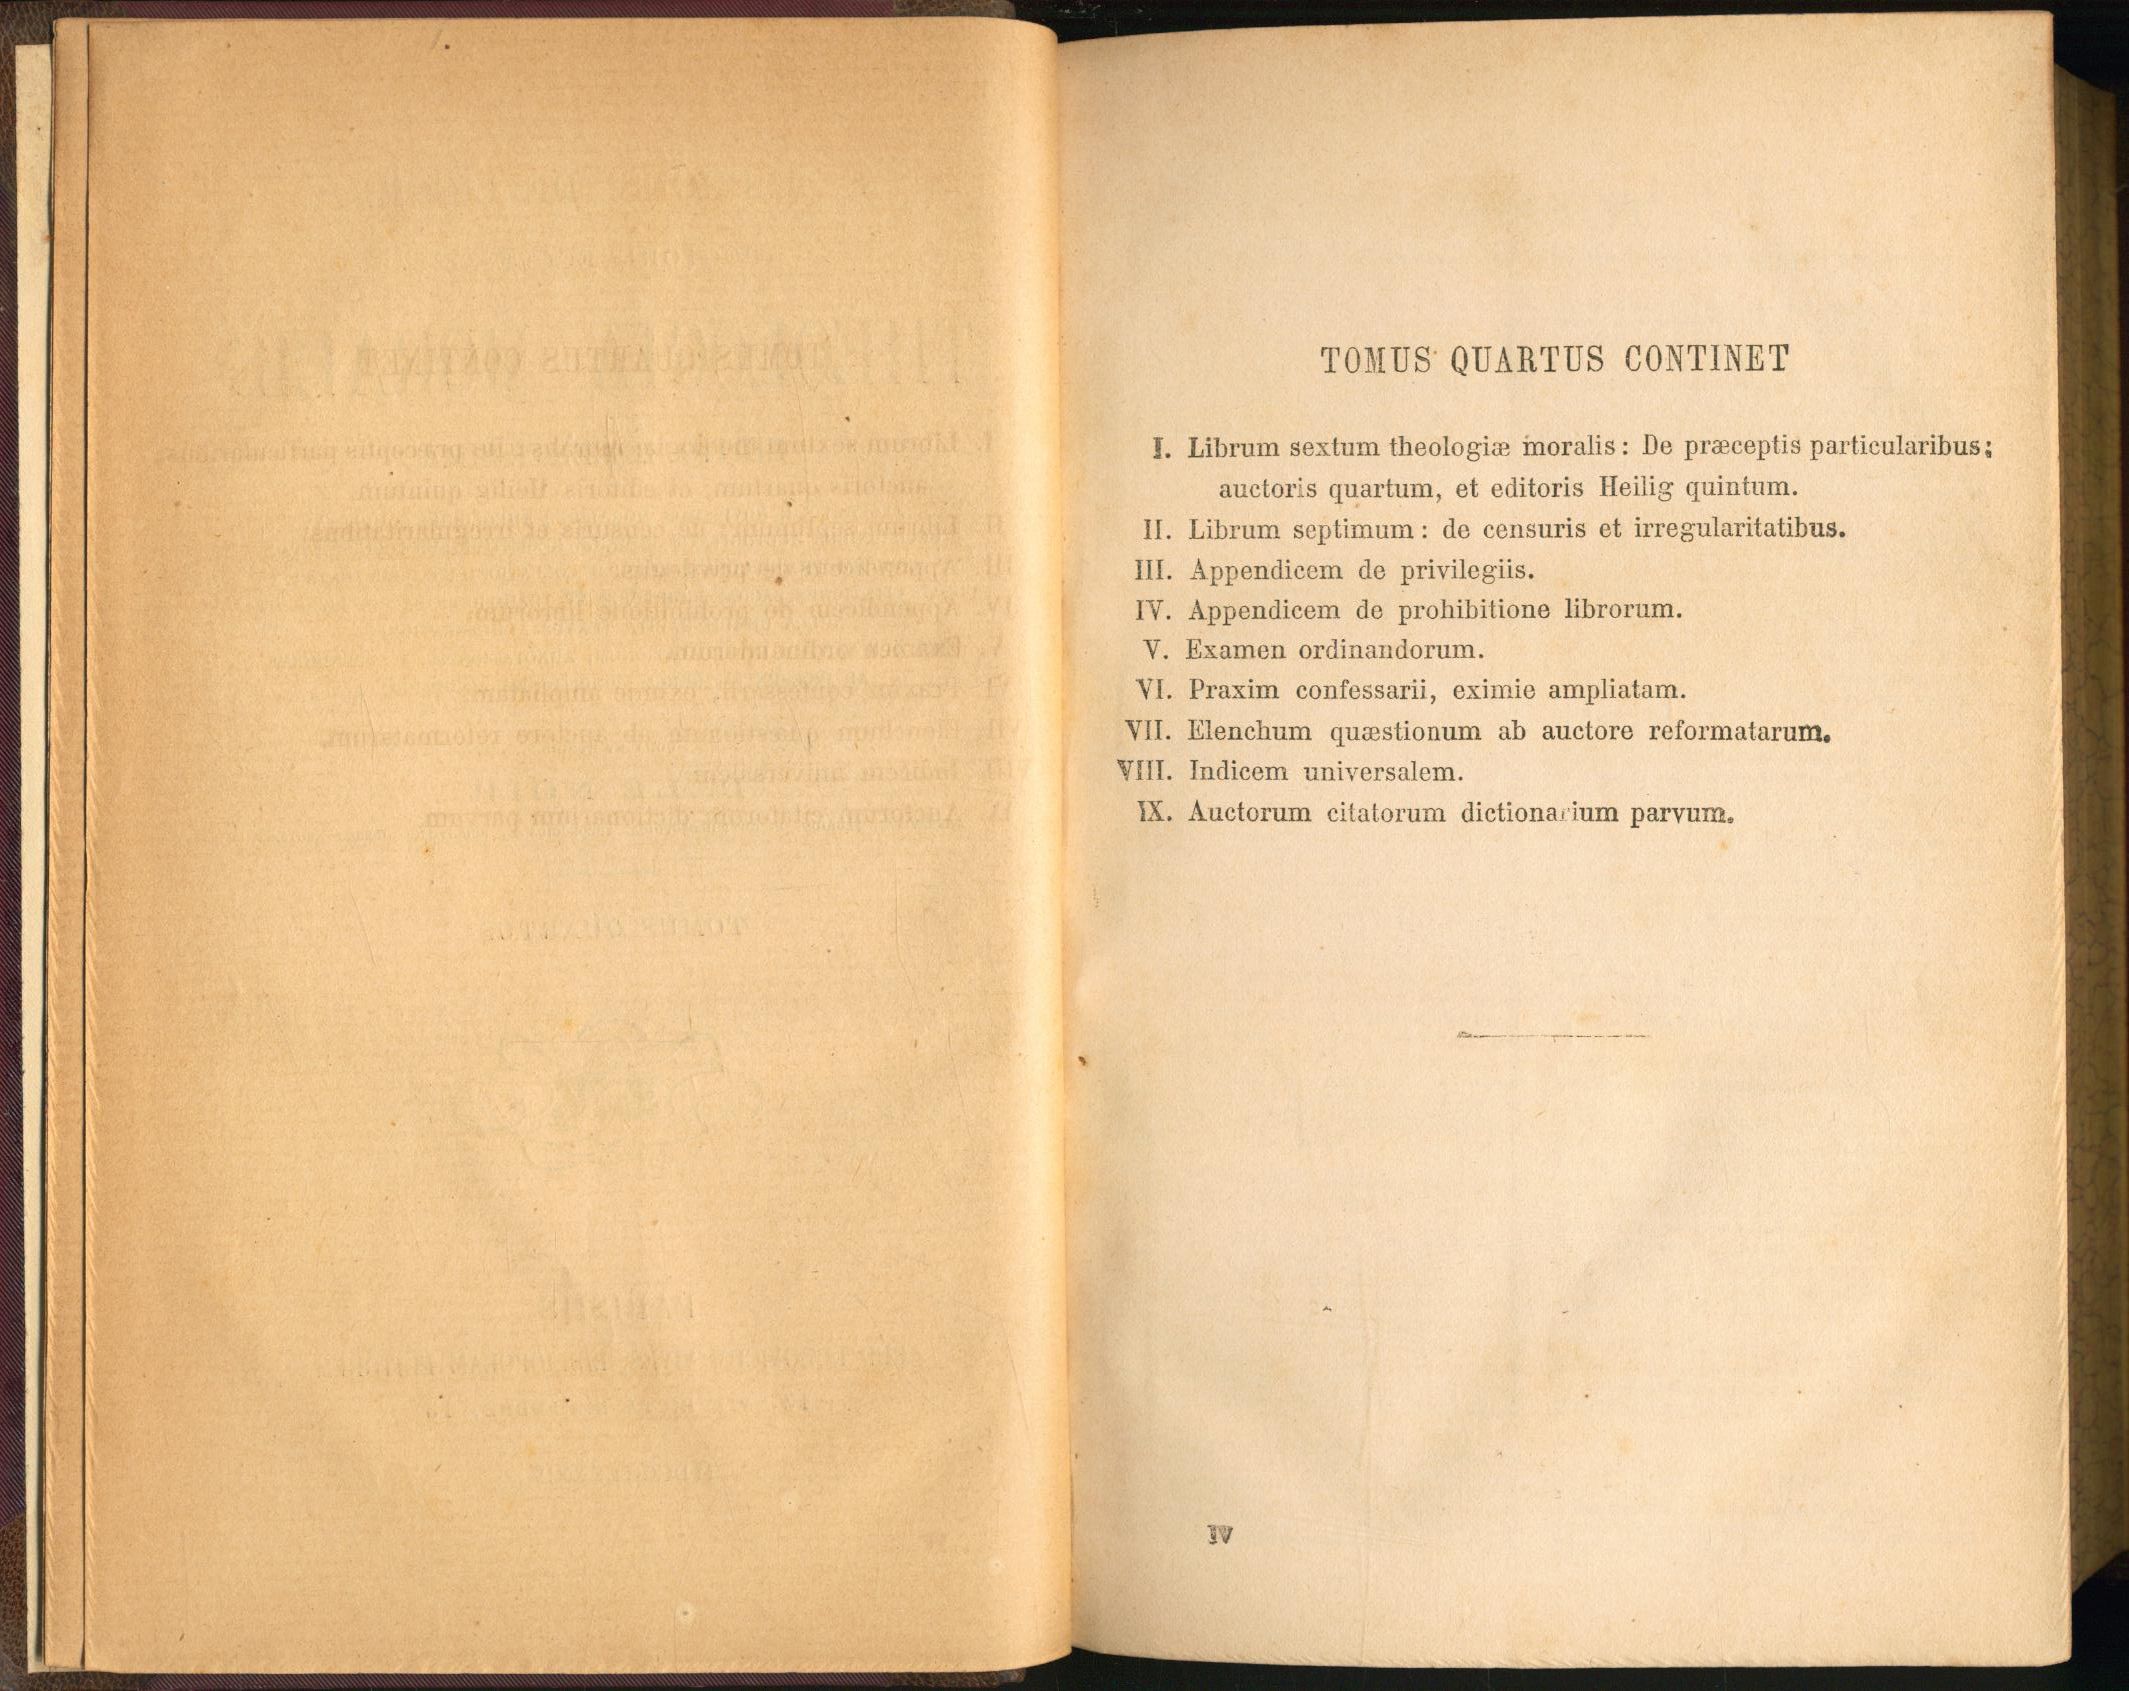 TOMUS QUARTUS CONTINET
I. Librum sextum theologiæ moralis : De præceptis particularibus ;
auctoris quartum, et editoris Heilig quintum.
II. Librum septimum : de censuris et irregularitatibus.
III. Appendicem de privilegiis.
IV. Appendicem de prohibitione librorum.
V. Examen ordinandorum.
VI. Praxim confessarii, eximie ampliatam.
VII. Elenchum quæstionum ab auctore reformatarum.
VIII. Indicem universalem.
IX. Auctorum citatorum dictionarium parvum.
IV